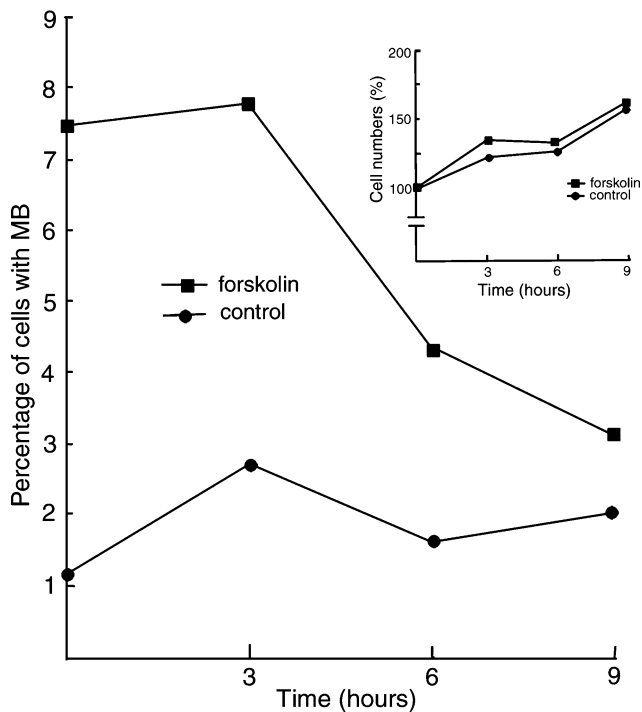 9
8
7
6
5
4
3
2
1
Percentage of cells with MB
forskolin
control
3
6
9
Time (hours)
200
150
100
Cell numbers (%)
forskolin
control
3
6
9
Time (hours)